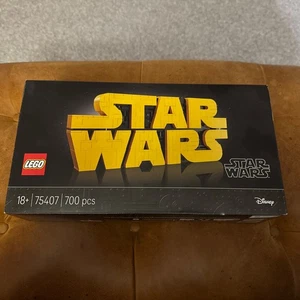 STAR
WARS
LEGO
STAR
WARS
18+ 75407 700 pcs
Disney